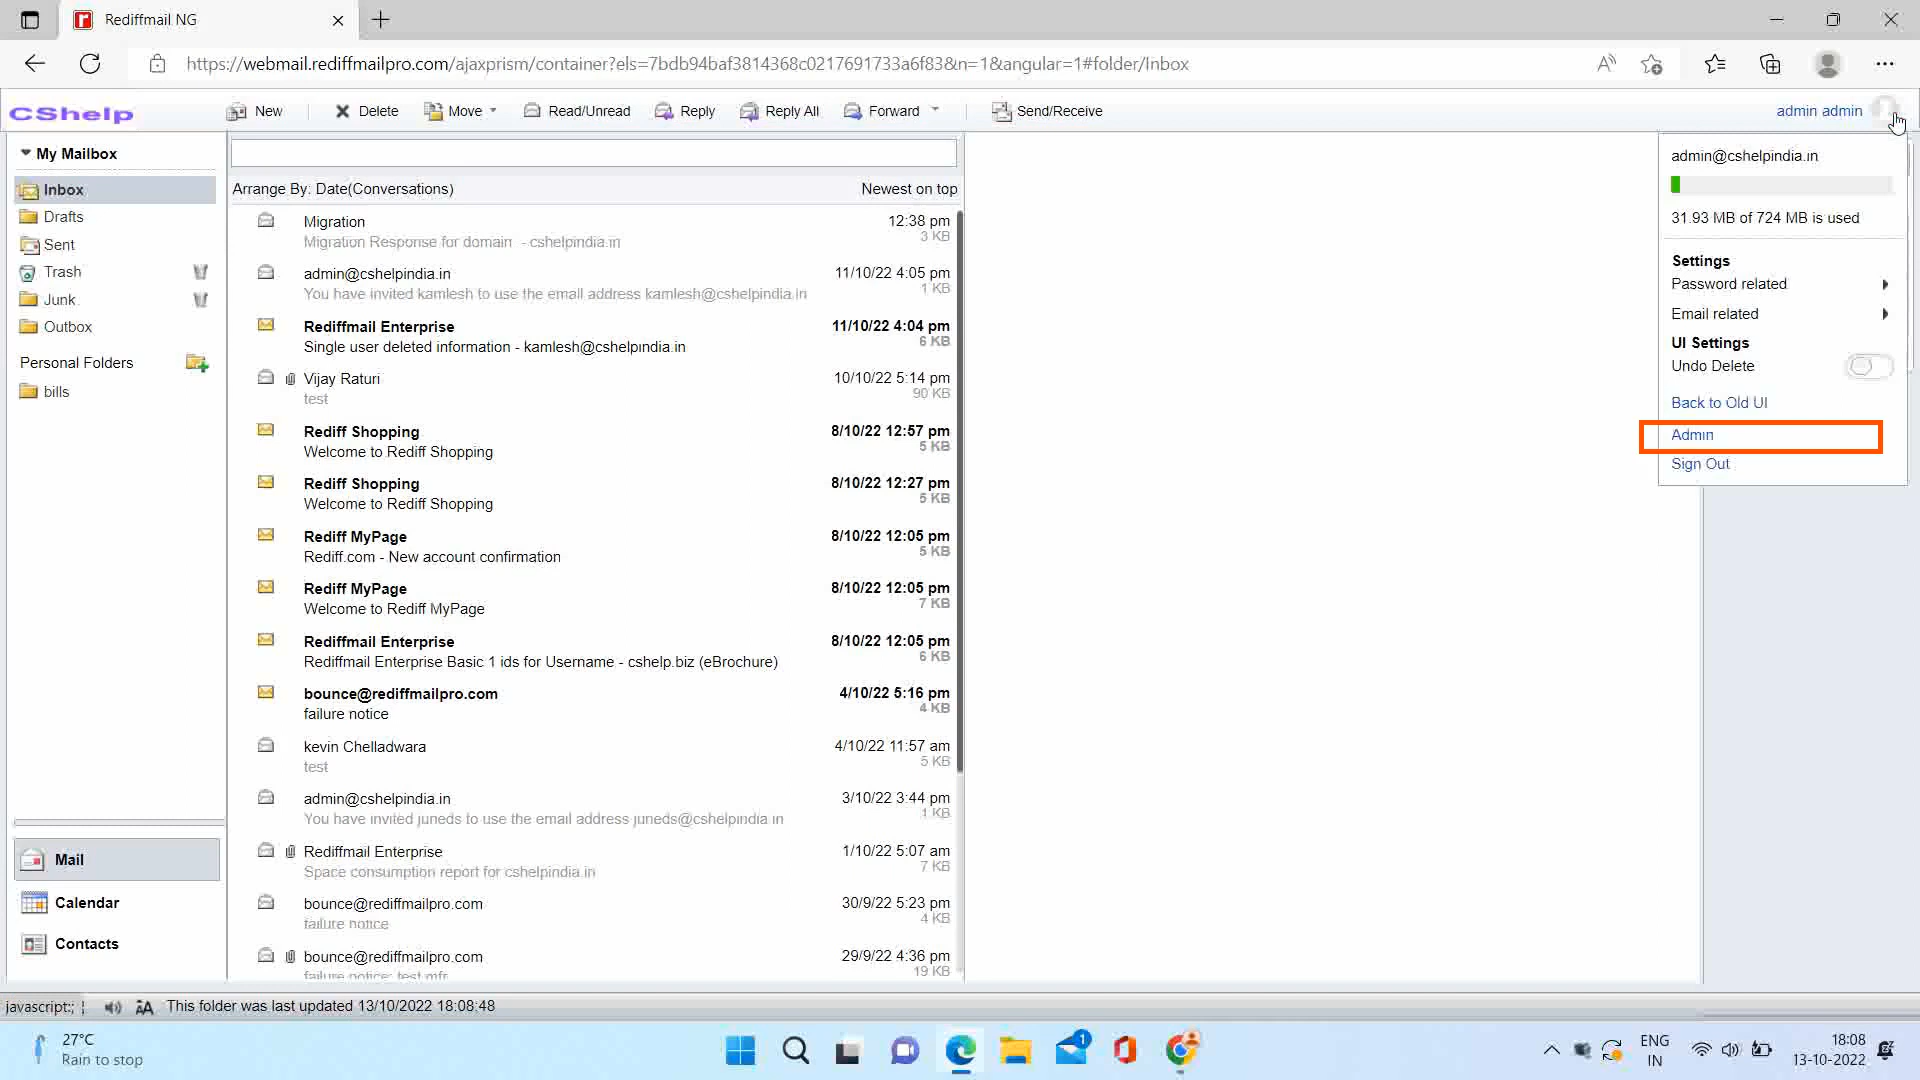 Rediffmail NG
https://webmail.rediffmailpro.com/ajaxprism/container?els=7bdb94baf3814368c0217691733a6f83&n=1&angular=1#folder/Inbox
CShelp
New
Delete
Move
Read/Unread
Reply
Reply All
Forward
Send/Receive
admin admin
My Mailbox
Inbox
Drafts
Sent
Trash
Junk
Outbox
Personal Folders
bills
Mail
Calendar
Contacts
Arrange By: Date(Conversations) Newest on top
Migration 12:38 pm
Migration Response for domain - cshelpindia.in 3 KB
admin@cshelpindia.in 11/10/22 4:05 pm
You have invited kamlesh to use the email address kamlesh@cshelpindia.in 1 KB
Rediffmail Enterprise 11/10/22 4:04 pm
Single user deleted information - kamlesh@cshelpindia.in 6 KB
Vijay Raturi 10/10/22 5:14 pm
test 90 KB
Rediff Shopping 8/10/22 12:57 pm
Welcome to Rediff Shopping 5 KB
Rediff Shopping 8/10/22 12:27 pm
Welcome to Rediff Shopping 5 KB
Rediff MyPage 8/10/22 12:05 pm
Rediff.com - New account confirmation 5 KB
Rediff MyPage 8/10/22 12:05 pm
Welcome to Rediff MyPage 7 KB
Rediffmail Enterprise 8/10/22 12:05 pm
Rediffmail Enterprise Basic 1 ids for Username - cshelp.biz (eBrochure) 6 KB
bounce@rediffmailpro.com 4/10/22 5:16 pm
failure notice 4 KB
kevin Chelladwara 4/10/22 11:57 am
test 5 KB
admin@cshelpindia.in 3/10/22 3:44 pm
You have invited juneds to use the email address juneds@cshelpindia.in 1 KB
Rediffmail Enterprise 1/10/22 5:07 am
Space consumption report for cshelpindia.in 7 KB
bounce@rediffmailpro.com 30/9/22 5:23 pm
failure notice 4 KB
bounce@rediffmailpro.com 29/9/22 4:36 pm
failure notice: test mfr 19 KB
admin@cshelpindia.in
31.93 MB of 724 MB is used
Settings
Password related
Email related
UI Settings
Undo Delete
Back to Old UI
Admin
Sign Out
javascript:; This folder was last updated 13/10/2022 18:08:48
27°C
Rain to stop
1
ENG
IN
18:08
13-10-2022